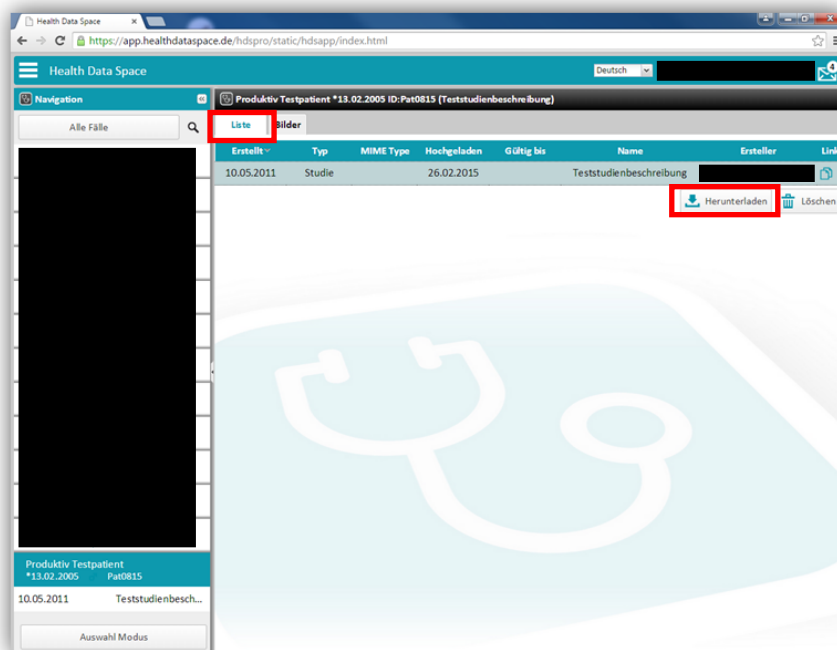 Health Data Space
https://app.healthdataspace.de/hdspro/static/hdsapp/index.html
Health Data Space
Deutsch
4
Navigation
Produktiv Testpatient *13.02.2005 ID:Pat0815 (Teststudienbeschreibung)
Alle Fälle
Liste
Bilder
Erstellt Typ MIME Type Hochgeladen Gültig bis Name Ersteller Link
10.05.2011 Studie 26.02.2015 Teststudienbeschreibung
Herunterladen Löschen
Produktiv Testpatient
*13.02.2005 Pat0815
10.05.2011 Teststudienbesch...
Auswahl Modus